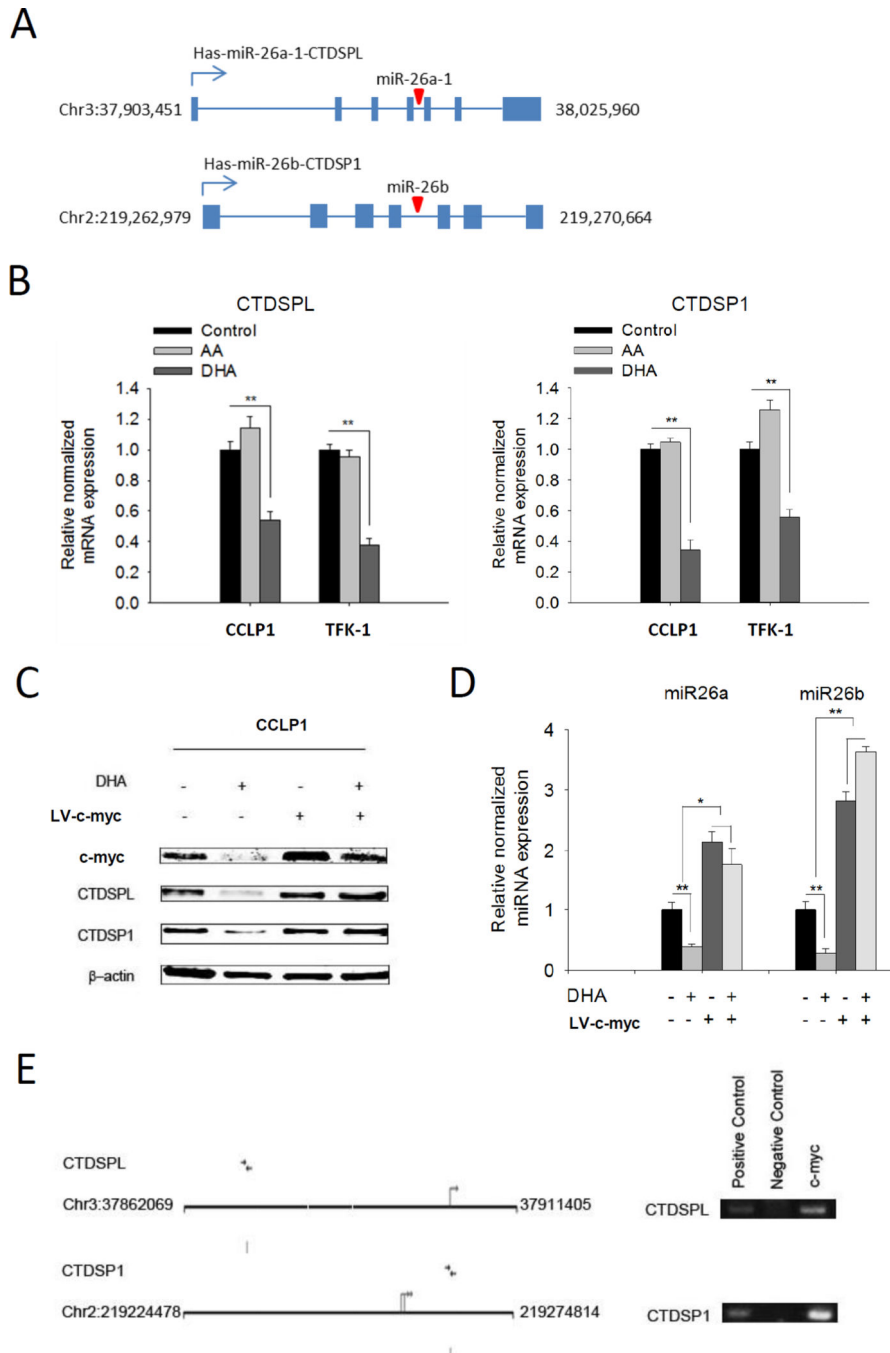 A
Has-miR-26a-1-CTDSPL
miR-26a-1
Chr3:37,903,451
38,025,960
Has-miR-26b-CTDSP1
miR-26b
Chr2:219,262,979
219,270,664
B
CTDSPL
Control
AA
DHA
Relative normalized
mRNA expression
1.4
1.2
1.0
0.8
0.6
0.4
0.2
0.0
**
**
CCLP1 TFK-1
CTDSP1
Control
AA
DHA
Relative normalized
mRNA expression
1.4
1.2
1.0
0.8
0.6
0.4
0.2
0.0
**
**
CCLP1 TFK-1
C
CCLP1
DHA - + - +
LV-c-myc - - + +
c-myc
CTDSPL
CTDSP1
β-actin
D
miR26a miR26b
Relative normalized
miRNA expression
4
3
2
1
0
**
*
**
**
DHA - + - + - + - +
LV-c-myc - - + + - - + +
E
CTDSPL
Chr3:37862069
37911405
CTDSP1
Chr2:219224478
219274814
Positive Control
Negative Control
c-myc
CTDSPL
CTDSP1